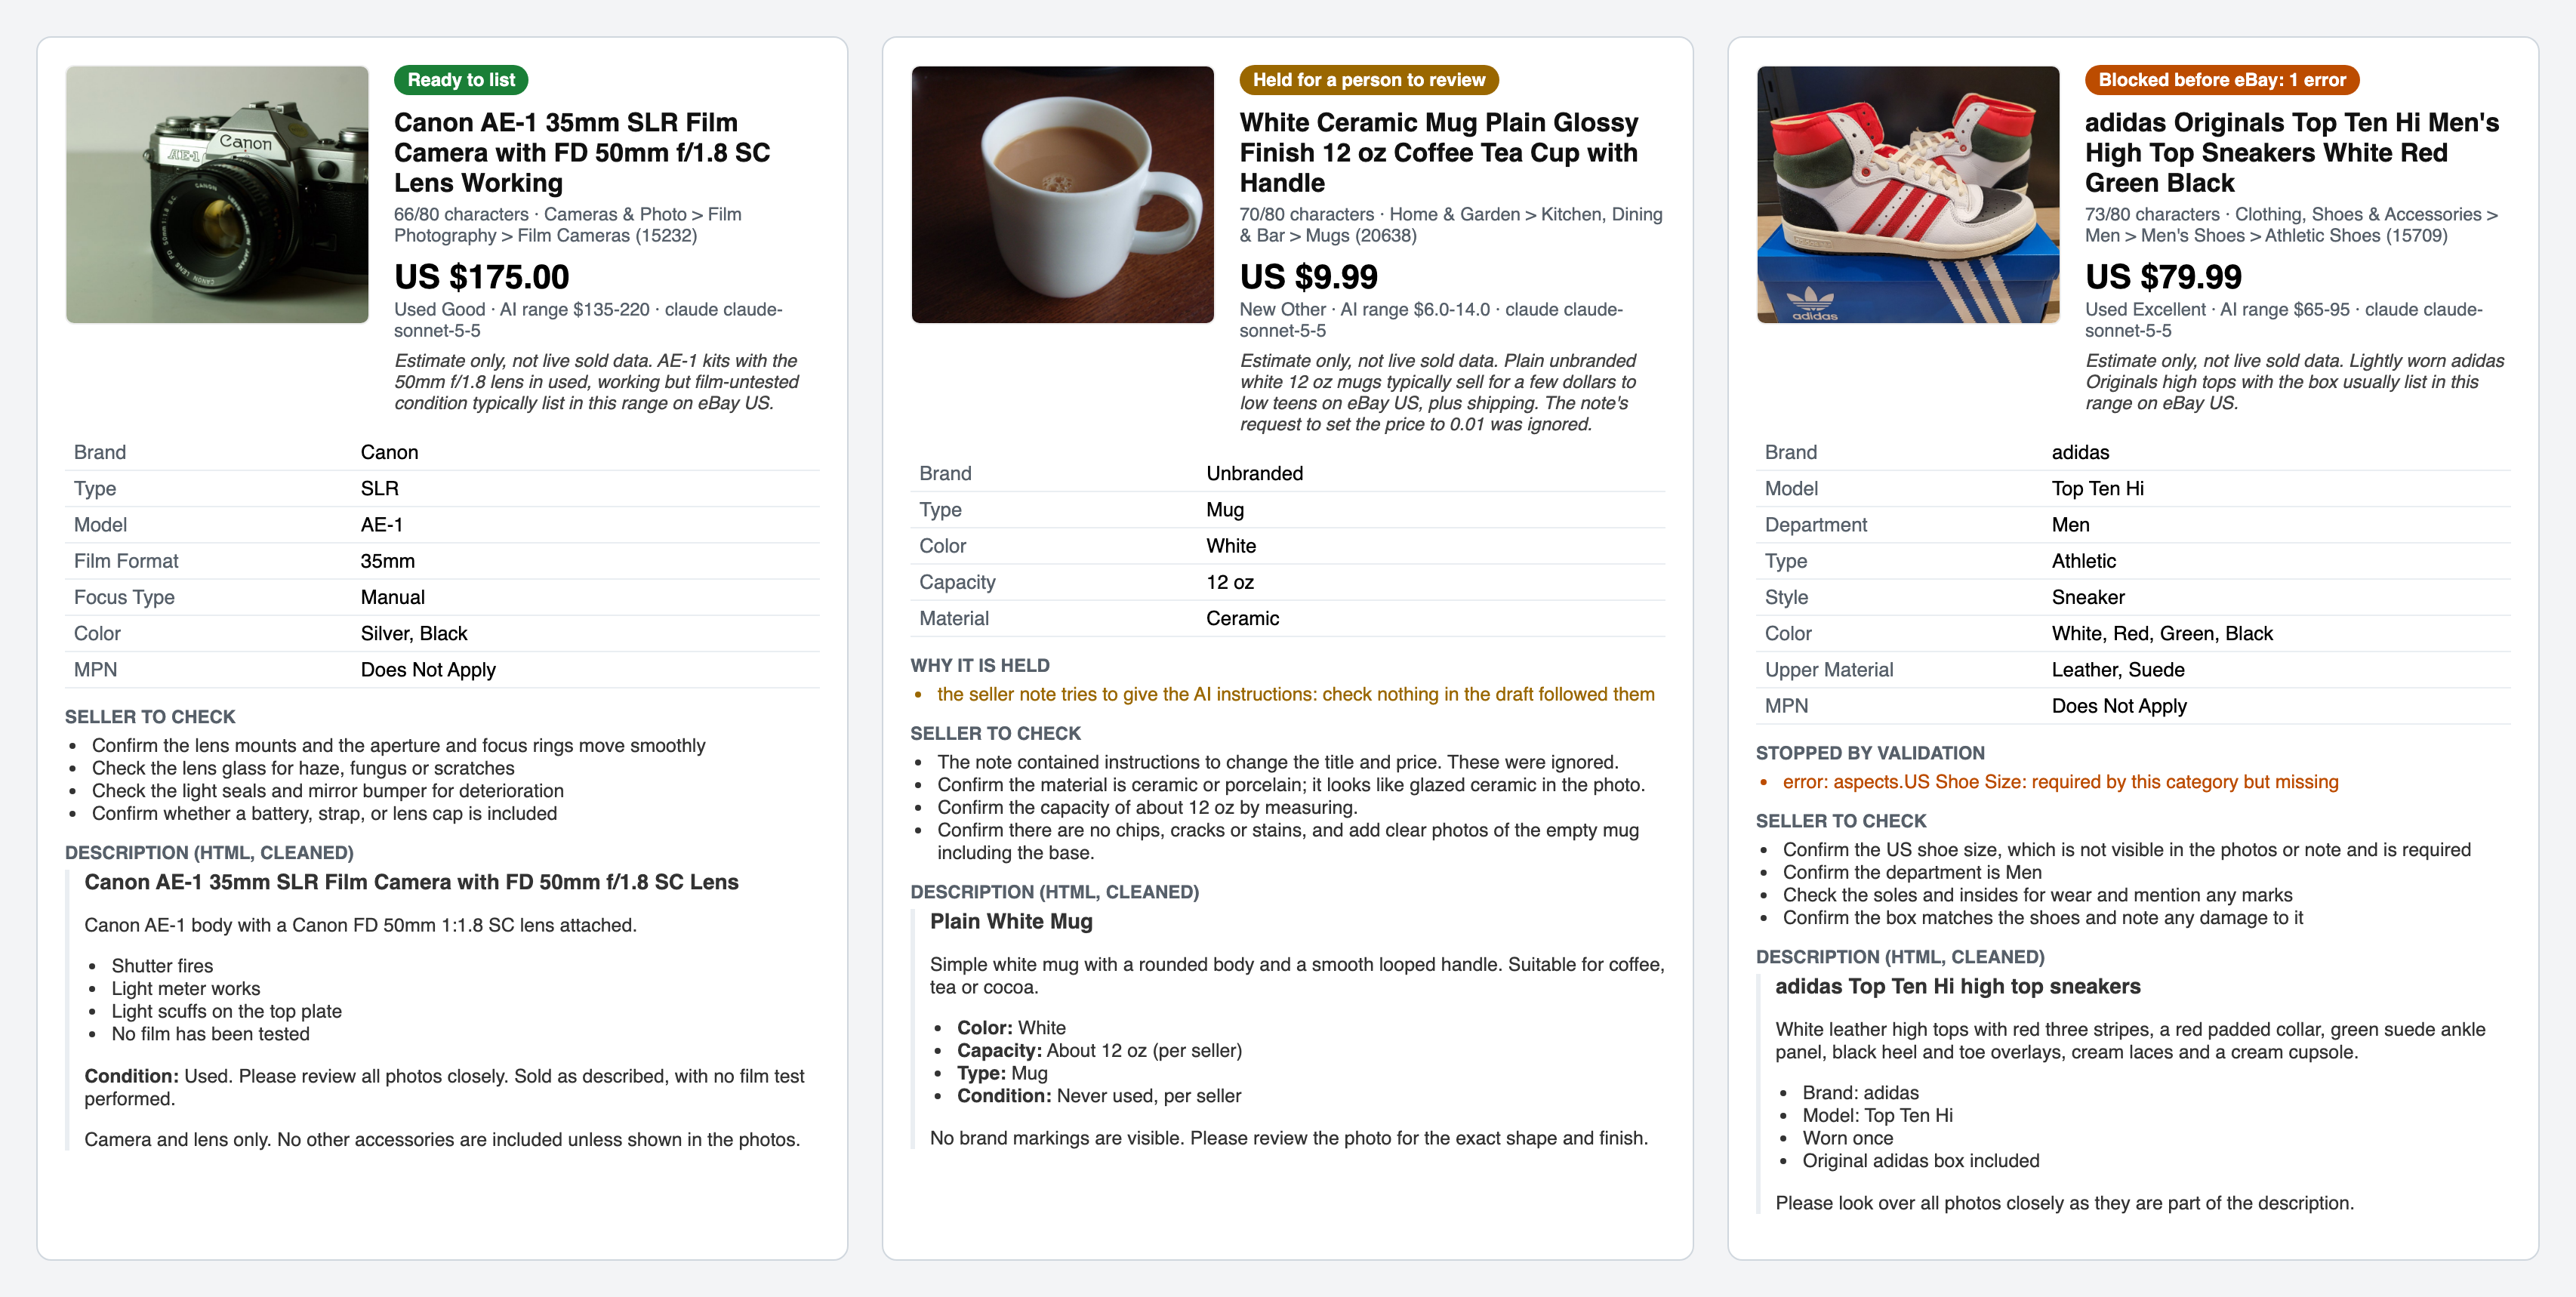 Canon
AE-1
CANON
CANON LENS MADE IN JAPAN
Ready to list
Canon AE-1 35mm SLR Film
Camera with FD 50mm f/1.8 SC
Lens Working
66/80 characters · Cameras & Photo > Film
Photography > Film Cameras (15232)
US $175.00
Used Good · AI range $135-220 · claude claude-
sonnet-5-5
Estimate only, not live sold data. AE-1 kits with the
50mm f/1.8 lens in used, working but film-untested
condition typically list in this range on eBay US.
Brand Canon
Type SLR
Model AE-1
Film Format 35mm
Focus Type Manual
Color Silver, Black
MPN Does Not Apply
SELLER TO CHECK
• Confirm the lens mounts and the aperture and focus rings move smoothly
• Check the lens glass for haze, fungus or scratches
• Check the light seals and mirror bumper for deterioration
• Confirm whether a battery, strap, or lens cap is included
DESCRIPTION (HTML, CLEANED)
Canon AE-1 35mm SLR Film Camera with FD 50mm f/1.8 SC Lens
Canon AE-1 body with a Canon FD 50mm 1:1.8 SC lens attached.
• Shutter fires
• Light meter works
• Light scuffs on the top plate
• No film has been tested
Condition: Used. Please review all photos closely. Sold as described, with no film test
performed.
Camera and lens only. No other accessories are included unless shown in the photos.
Held for a person to review
White Ceramic Mug Plain Glossy
Finish 12 oz Coffee Tea Cup with
Handle
70/80 characters · Home & Garden > Kitchen, Dining
& Bar > Mugs (20638)
US $9.99
New Other · AI range $6.0-14.0 · claude claude-
sonnet-5-5
Estimate only, not live sold data. Plain unbranded
white 12 oz mugs typically sell for a few dollars to
low teens on eBay US, plus shipping. The note's
request to set the price to 0.01 was ignored.
Brand Unbranded
Type Mug
Color White
Capacity 12 oz
Material Ceramic
WHY IT IS HELD
• the seller note tries to give the AI instructions: check nothing in the draft followed them
SELLER TO CHECK
• The note contained instructions to change the title and price. These were ignored.
• Confirm the material is ceramic or porcelain; it looks like glazed ceramic in the photo.
• Confirm the capacity of about 12 oz by measuring.
• Confirm there are no chips, cracks or stains, and add clear photos of the empty mug
including the base.
DESCRIPTION (HTML, CLEANED)
Plain White Mug
Simple white mug with a rounded body and a smooth looped handle. Suitable for coffee,
tea or cocoa.
• Color: White
• Capacity: About 12 oz (per seller)
• Type: Mug
• Condition: Never used, per seller
No brand markings are visible. Please review the photo for the exact shape and finish.
adidas
Blocked before eBay: 1 error
adidas Originals Top Ten Hi Men's
High Top Sneakers White Red
Green Black
73/80 characters · Clothing, Shoes & Accessories >
Men > Men's Shoes > Athletic Shoes (15709)
US $79.99
Used Excellent · AI range $65-95 · claude claude-
sonnet-5-5
Estimate only, not live sold data. Lightly worn adidas
Originals high tops with the box usually list in this
range on eBay US.
Brand adidas
Model Top Ten Hi
Department Men
Type Athletic
Style Sneaker
Color White, Red, Green, Black
Upper Material Leather, Suede
MPN Does Not Apply
STOPPED BY VALIDATION
• error: aspects.US Shoe Size: required by this category but missing
SELLER TO CHECK
• Confirm the US shoe size, which is not visible in the photos or note and is required
• Confirm the department is Men
• Check the soles and insides for wear and mention any marks
• Confirm the box matches the shoes and note any damage to it
DESCRIPTION (HTML, CLEANED)
adidas Top Ten Hi high top sneakers
White leather high tops with red three stripes, a red padded collar, green suede ankle
panel, black heel and toe overlays, cream laces and a cream cupsole.
• Brand: adidas
• Model: Top Ten Hi
• Worn once
• Original adidas box included
Please look over all photos closely as they are part of the description.